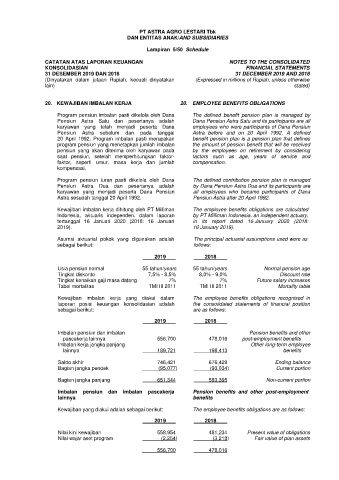 PT ASTRA AGRO LESTARI Tbk
DAN ENTITAS ANAK/AND SUBSIDIARIES
Lampiran 5/50 Schedule
CATATAN ATAS LAPORAN KEUANGAN
KONSOLIDASIAN
31 DESEMBER 2019 DAN 2018
(Dinyatakan dalam jutaan Rupiah, kecuali dinyatakan
lain)
NOTES TO THE CONSOLIDATED
FINANCIAL STATEMENTS
31 DECEMBER 2019 AND 2018
(Expressed in millions of Rupiah, unless otherwise
stated)
20. KEWAJIBAN IMBALAN KERJA
20. EMPLOYEE BENEFITS OBLIGATIONS
Program pensiun imbalan pasti dikelola oleh Dana
Pensiun Astra Satu dan pesertanya adalah
karyawan yang telah menjadi peserta Dana
Pensiun Astra sebelum dan pada tanggal
20 April 1992. Program imbalan pasti merupakan
program pensiun yang menetapkan jumlah imbalan
pensiun yang akan diterima oleh karyawan pada
saat pensiun, setelah memperhitungkan faktor-
faktor, seperti umur, masa kerja dan jumlah
kompensasi.
The defined benefit pension plan is managed by
Dana Pensiun Astra Satu and its participants are all
employees who were participants of Dana Pensiun
Astra before and on 20 April 1992. A defined
benefit pension plan is a pension plan that defines
the amount of pension benefit that will be received
by the employees on retirement by considering
factors such as age, years of service and
compensation.
Program pensiun iuran pasti dikelola oleh Dana
Pensiun Astra Dua, dan pesertanya adalah
karyawan yang menjadi peserta Dana Pensiun
Astra sesudah tanggal 20 April 1992.
The defined contribution pension plan is managed
by Dana Pensiun Astra Dua and its participants are
all employees who became participants of Dana
Pensiun Astra after 20 April 1992.
Kewajiban imbalan kerja dihitung oleh PT Milliman
Indonesia, aktuaris independen, dalam laporan
tertanggal 16 Januari 2020 (2018: 16 Januari
2019).
The employee benefits obligations are calculated
by PT Milliman Indonesia, an independent actuary,
in its report dated 16 January 2020 (2018:
16 January 2019).
Asumsi aktuarial pokok yang digunakan adalah
sebagai berikut:
The principal actuarial assumptions used were as
follows:
2019 2018
Usia pensiun normal 55 tahun/years 55 tahun/years Normal pension age
Tingkat diskonto 7,5% - 8,5% 8,0% - 9,0% Discount rate
Tingkat kenaikan gaji masa datang 7% 7% Future salary increases
Tabel mortalitas TMI III 2011 TMI III 2011 Mortality table
Kewajiban imbalan kerja yang diakui dalam
laporan posisi keuangan konsolidasian adalah
sebagai berikut:
The employee benefits obligations recognised in
the consolidated statements of financial position
are as follows:
2019 2018
Imbalan pensiun dan imbalan
pascakerja lainnya 556,700 478,016
Pension benefits and other
post-employment benefits
Imbalan kerja jangka panjang
lainnya 189,721 198,413
Other long-term employee
benefits
Saldo akhir 746,421 676,429 Ending balance
Bagian jangka pendek (95,077) (93,034) Current portion
Bagian jangka panjang 651,344 583,395 Non-current portion
Imbalan pensiun dan imbalan pascakerja
lainnya
Pension benefits and other post-employment
benefits
Kewajiban yang diakui adalah sebagai berikut:
The employee benefits obligations are as follows:
2019 2018
Nilai kini kewajiban 558,954 481,231 Present value of obligations
Nilai wajar aset program (2,254) (3,215) Fair value of plan assets
556,700 478,016